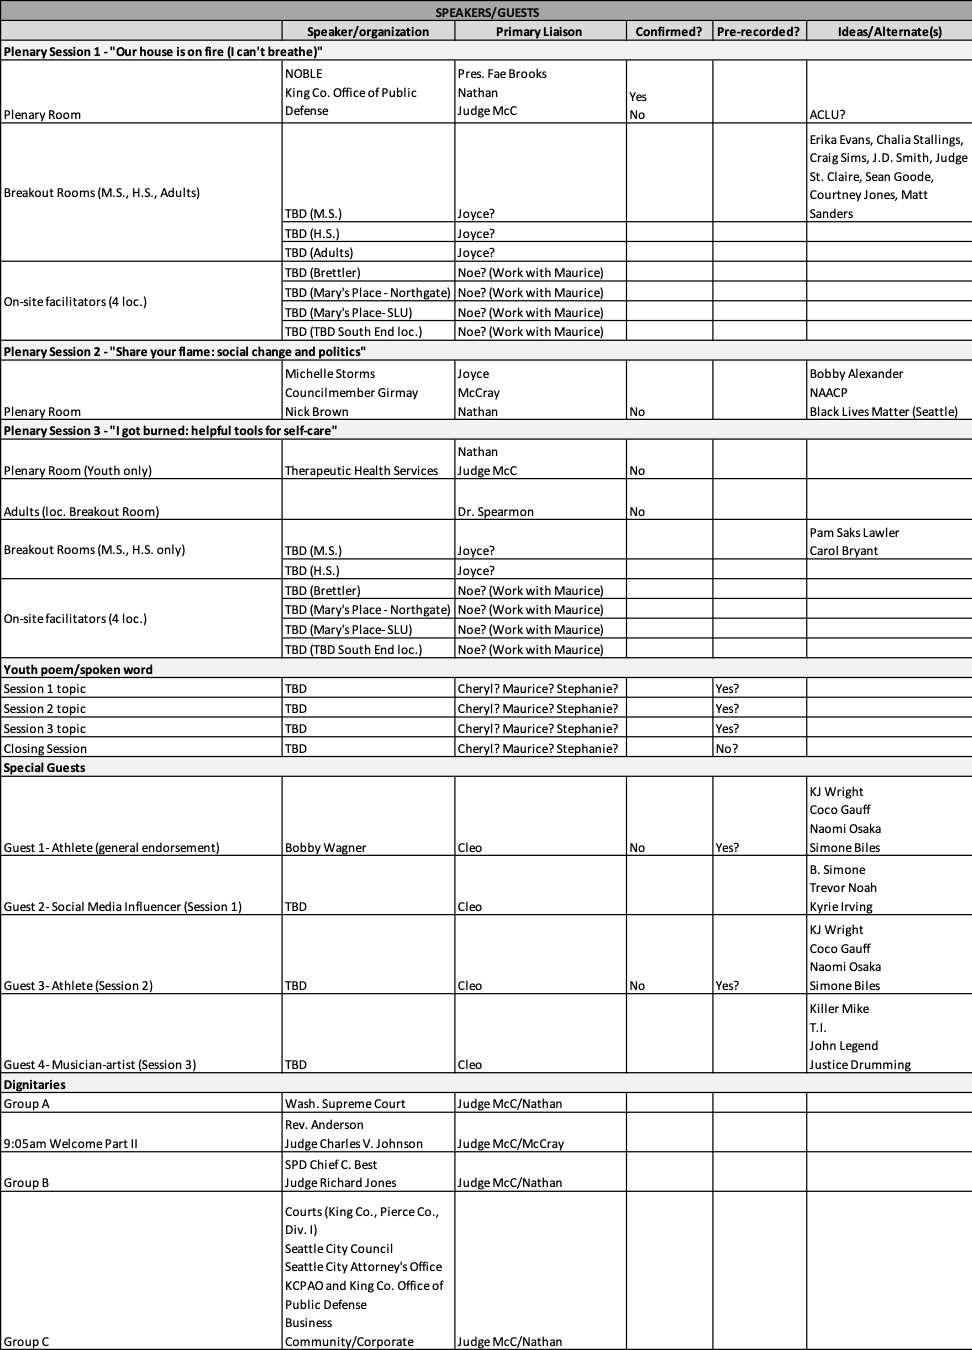 SPEAKERS/GUESTS
Speaker/organization Primary Liaison Confirmed? Pre-recorded? Ideas/Alternate(s)
Plenary Session 1 - "Our house is on fire (I can't breathe)"
NOBLE Pres. Fae Brooks
King Co. Office of Public Nathan Yes
Plenary Room Defense Judge McC No ACLU?
Erika Evans, Chalia Stallings,
Craig Sims, J.D. Smith, Judge
St. Claire, Sean Goode,
Breakout Rooms (M.S., H.S., Adults) Courtney Jones, Matt
TBD (M.S.) Joyce? Sanders
TBD (H.S.) Joyce?
TBD (Adults) Joyce?
TBD (Brettler) Noe? (Work with Maurice)
On-site facilitators (4 loc.) TBD (Mary's Place - Northgate) Noe? (Work with Maurice)
TBD (Mary's Place- SLU) Noe? (Work with Maurice)
TBD (TBD South End loc.) Noe? (Work with Maurice)
Plenary Session 2 - "Share your flame: social change and politics"
Michelle Storms Joyce Bobby Alexander
Councilmember Girmay McCray NAACP
Plenary Room Nick Brown Nathan No Black Lives Matter (Seattle)
Plenary Session 3 - "I got burned: helpful tools for self-care"
Nathan
Plenary Room (Youth only) Therapeutic Health Services Judge McC No
Adults (loc. Breakout Room) Dr. Spearmon No
Pam Saks Lawler
Breakout Rooms (M.S., H.S. only) TBD (M.S.) Joyce? Carol Bryant
TBD (H.S.) Joyce?
TBD (Brettler) Noe? (Work with Maurice)
On-site facilitators (4 loc.) TBD (Mary's Place - Northgate) Noe? (Work with Maurice)
TBD (Mary's Place- SLU) Noe? (Work with Maurice)
TBD (TBD South End loc.) Noe? (Work with Maurice)
Youth poem/spoken word
Session 1 topic TBD Cheryl? Maurice? Stephanie? Yes?
Session 2 topic TBD Cheryl? Maurice? Stephanie? Yes?
Session 3 topic TBD Cheryl? Maurice? Stephanie? Yes?
Closing Session TBD Cheryl? Maurice? Stephanie? No?
Special Guests
KJ Wright
Coco Gauff
Naomi Osaka
Guest 1- Athlete (general endorsement) Bobby Wagner Cleo No Yes? Simone Biles
B. Simone
Trevor Noah
Guest 2- Social Media Influencer (Session 1) TBD Cleo Kyrie Irving
KJ Wright
Coco Gauff
Naomi Osaka
Guest 3- Athlete (Session 2) TBD Cleo No Yes? Simone Biles
Killer Mike
T.I.
John Legend
Guest 4- Musician-artist (Session 3) TBD Cleo Justice Drumming
Dignitaries
Group A Wash. Supreme Court Judge McC/Nathan
Rev. Anderson
9:05am Welcome Part II Judge Charles V. Johnson Judge McC/McCray
SPD Chief C. Best
Group B Judge Richard Jones Judge McC/Nathan
Courts (King Co., Pierce Co.,
Div. I)
Seattle City Council
Seattle City Attorney's Office
KCPAO and King Co. Office of
Public Defense
Business
Group C Community/Corporate Judge McC/Nathan